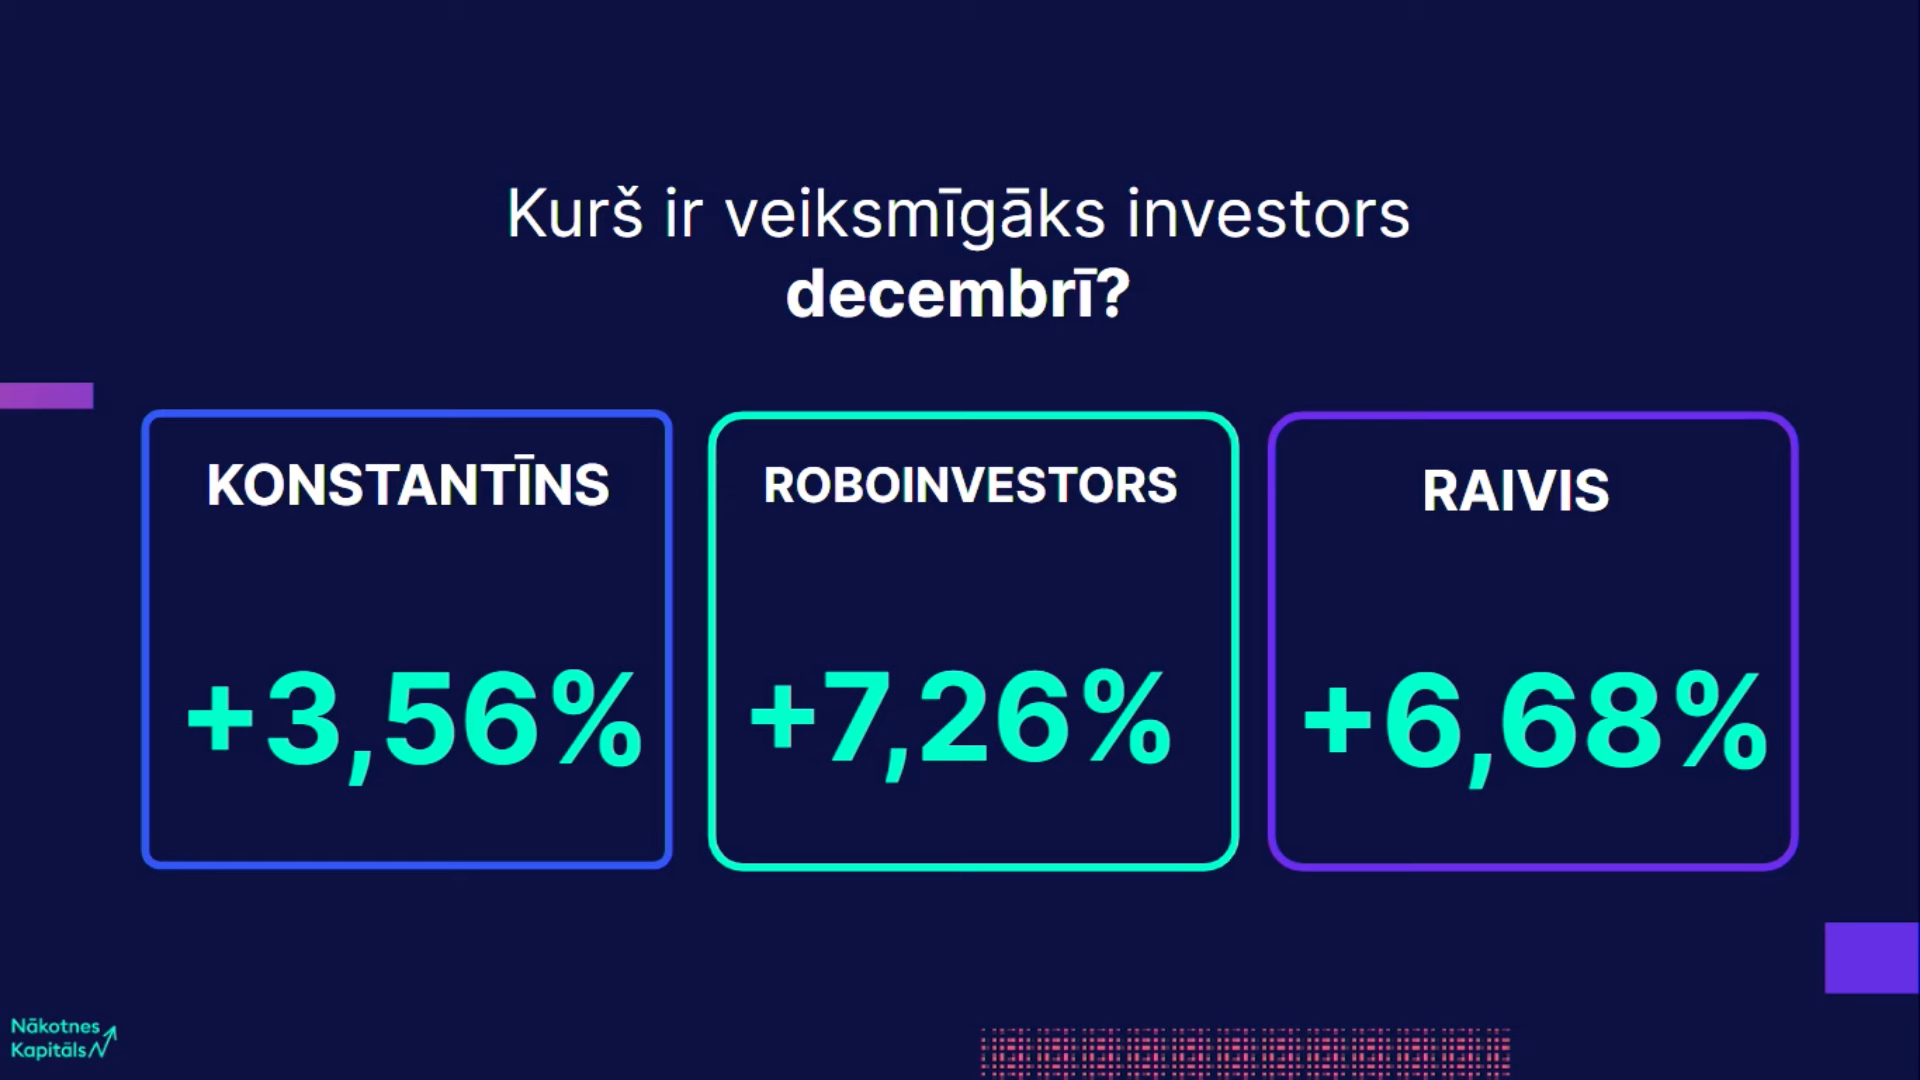 Kurš ir veiksmīgāks investors
decembrī?
KONSTANTĪNS
+3,56%
ROBOINVESTORS
+7,26%
RAIVIS
+6,68%
Nākotnes
Kapitāls